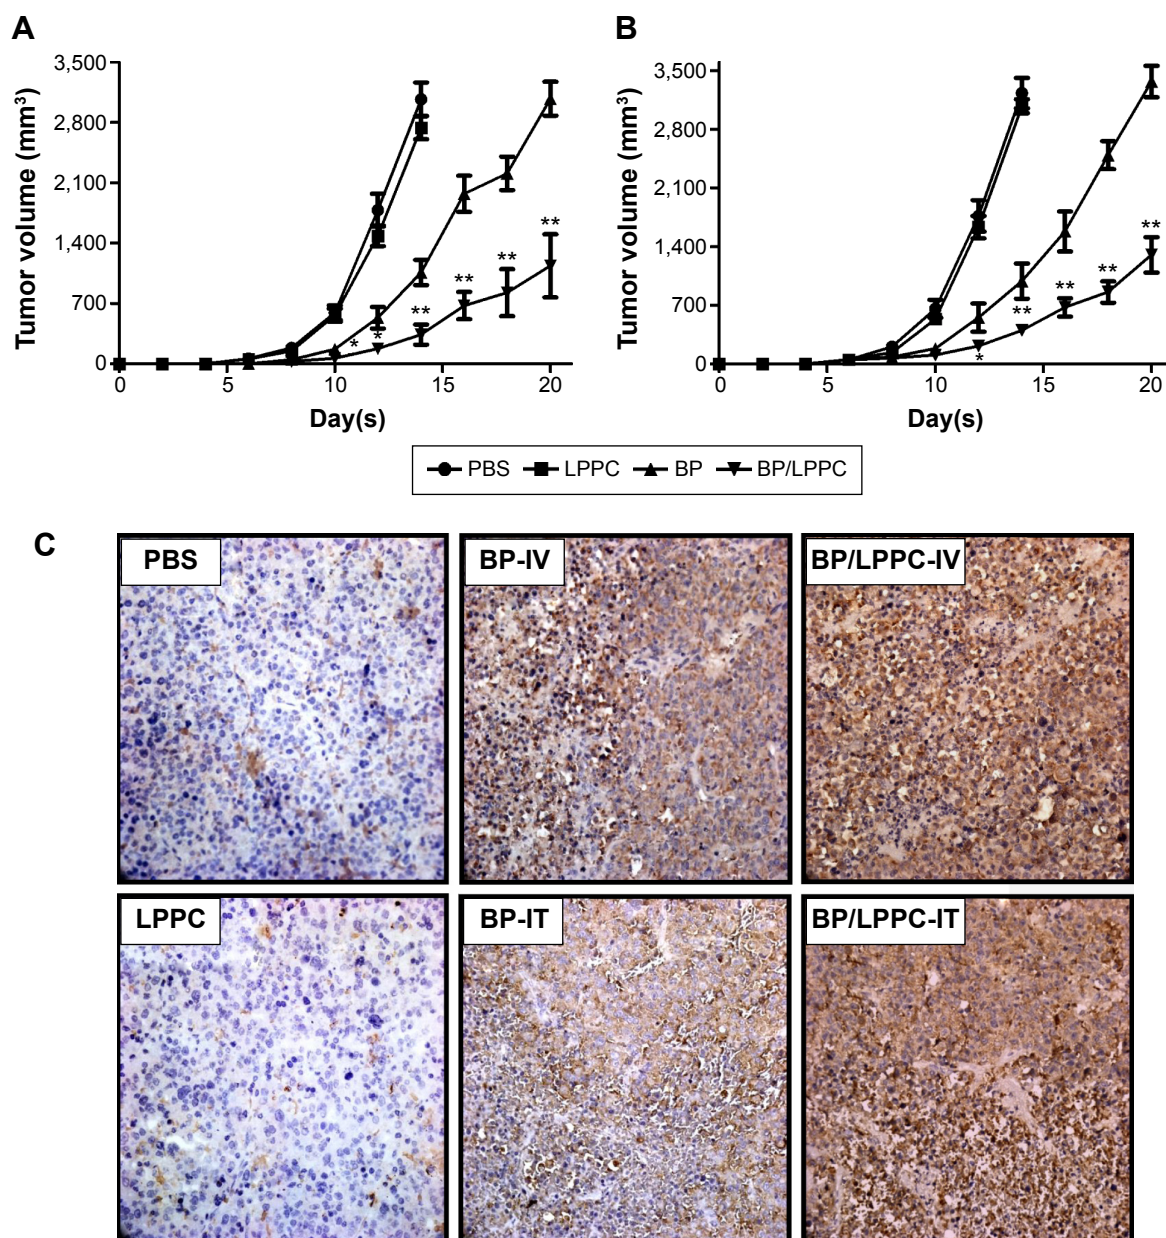 A
B
Tumor volume (mm³)
3,500
2,800
2,100
1,400
700
0
0 5 10 15 20
Day(s)
* * ** ** ** **
Tumor volume (mm³)
3,500
2,800
2,100
1,400
700
0
0 5 10 15 20
Day(s)
* ** ** ** **
PBS LPPC BP BP/LPPC
C
PBS
BP-IV
BP/LPPC-IV
LPPC
BP-IT
BP/LPPC-IT